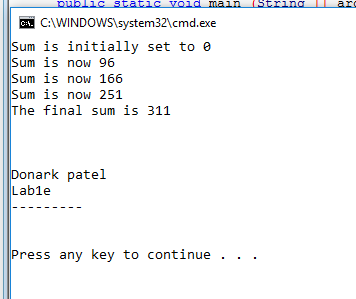 public static void main (String [] arg
C:\WINDOWS\system32\cmd.exe
Sum is initially set to 0
Sum is now 96
Sum is now 166
Sum is now 251
The final sum is 311
Donark patel
Lab1e
---------
Press any key to continue . . .